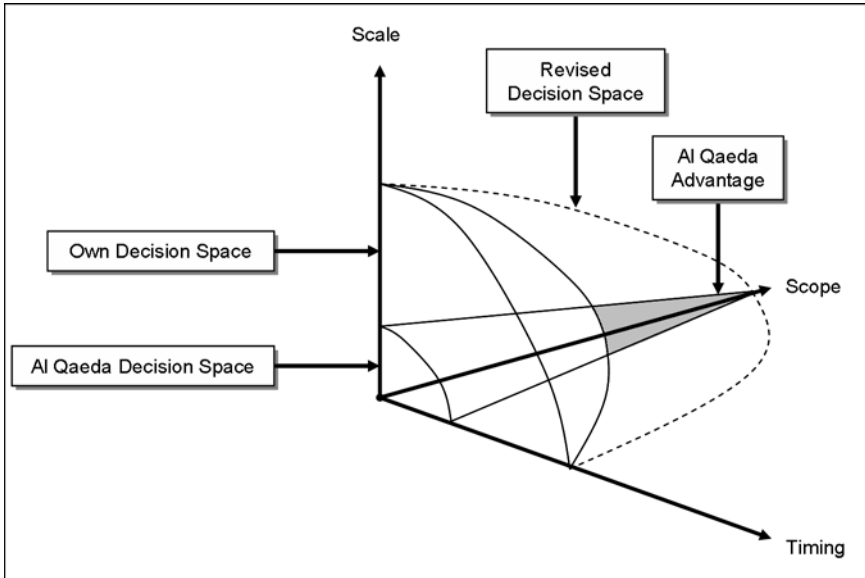 Scale
Revised
Decision Space
Al Qaeda
Advantage
Own Decision Space
Scope
Al Qaeda Decision Space
Timing